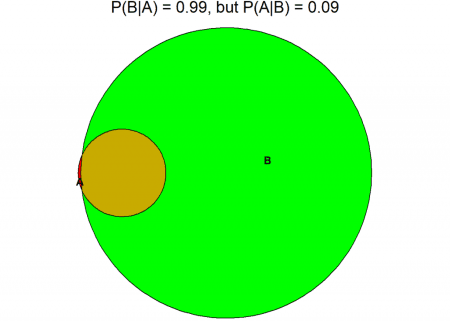 P(B|A) = 0.99, but P(A|B) = 0.09
B
A